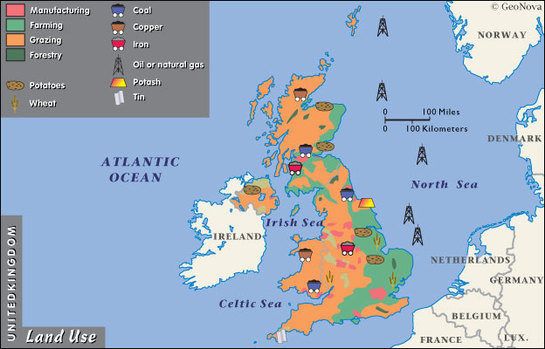 Manufacturing
Farming
Grazing
Forestry
Potatoes
Wheat
Coal
Copper
Iron
Oil or natural gas
Potash
Tin
© GeoNova
NORWAY
0 100 Miles
0 100 Kilometers
DENMARK
ATLANTIC
OCEAN
North Sea
Irish Sea
IRELAND
NETHERLANDS
GERMANY
Celtic Sea
BELGIUM
FRANCE
LUX.
UNITED KINGDOM
Land Use